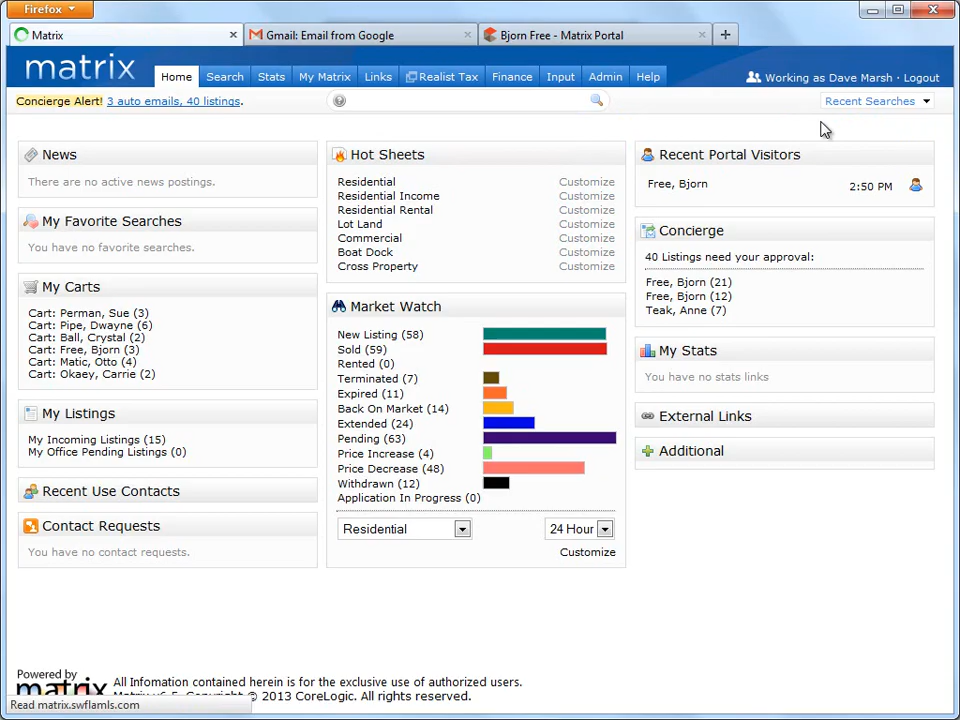 Firefox
Matrix
Gmail: Email from Google
Bjorn Free - Matrix Portal
matrix
Home
Search
Stats
My Matrix
Links
Realist Tax
Finance
Input
Admin
Help
Working as Dave Marsh · Logout
Concierge Alert! 3 auto emails, 40 listings.
Recent Searches
News
There are no active news postings.
My Favorite Searches
You have no favorite searches.
My Carts
Cart: Perman, Sue (3)
Cart: Pipe, Dwayne (6)
Cart: Ball, Crystal (2)
Cart: Free, Bjorn (3)
Cart: Matic, Otto (4)
Cart: Okaey, Carrie (2)
My Listings
My Incoming Listings (15)
My Office Pending Listings (0)
Recent Use Contacts
Contact Requests
You have no contact requests.
Hot Sheets
Residential Customize
Residential Income Customize
Residential Rental Customize
Lot Land Customize
Commercial Customize
Boat Dock Customize
Cross Property Customize
Market Watch
New Listing (58)
Sold (59)
Rented (0)
Terminated (7)
Expired (11)
Back On Market (14)
Extended (24)
Pending (63)
Price Increase (4)
Price Decrease (48)
Withdrawn (12)
Application In Progress (0)
Residential
24 Hour
Customize
Recent Portal Visitors
Free, Bjorn 2:50 PM
Concierge
40 Listings need your approval:
Free, Bjorn (21)
Free, Bjorn (12)
Teak, Anne (7)
My Stats
You have no stats links
External Links
Additional
Powered by
matrix
All Infomation contained herein is for the exclusive use of authorized users.
© 2013 CoreLogic. All rights reserved.
Read matrix.swflamls.com